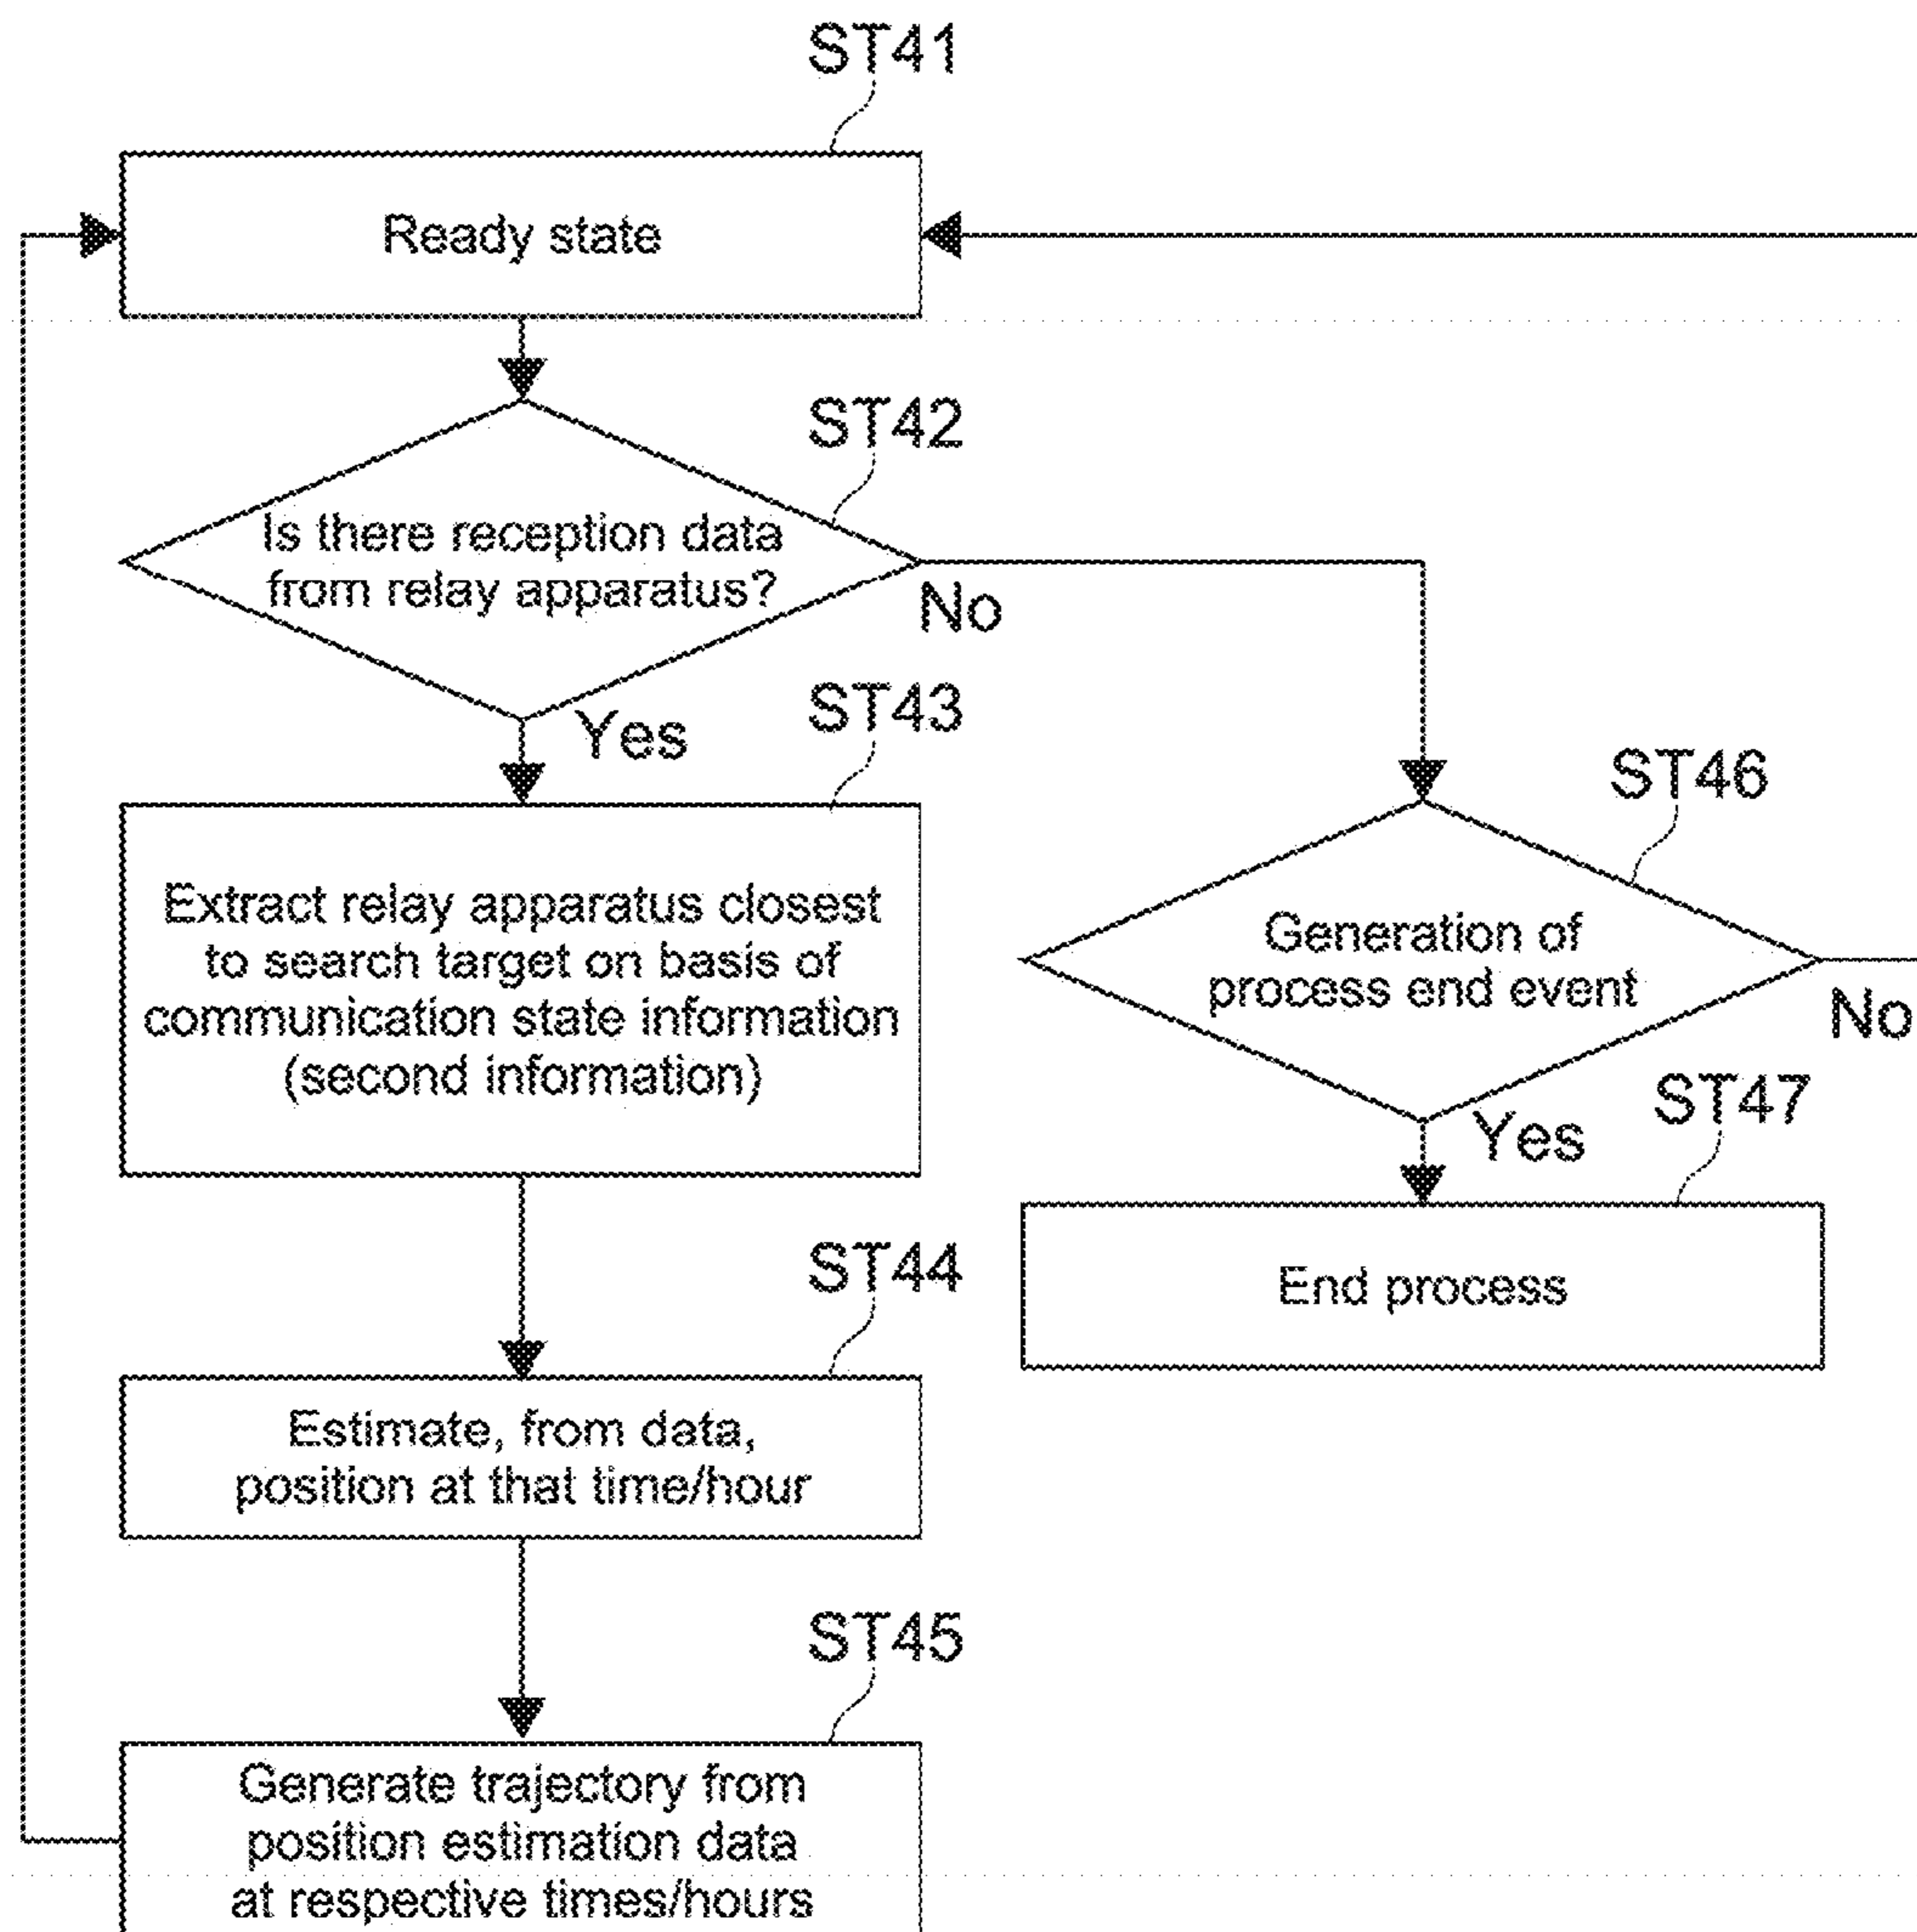 ST41
Ready state
ST42
Is there reception data
from relay apparatus?
No
Yes
ST43
Extract relay apparatus closest
to search target on basis of
communication state information
(second information)
ST46
Generation of
process end event
No
Yes
ST47
End process
ST44
Estimate, from data,
position at that time/hour
ST45
Generate trajectory from
position estimation data
at respective times/hours